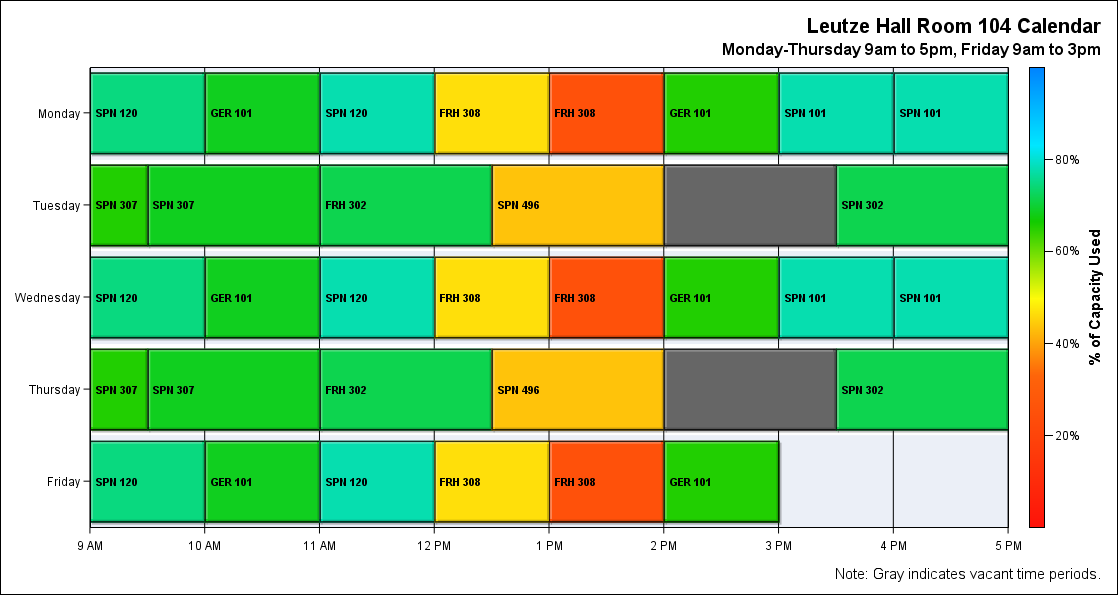 Leutze Hall Room 104 Calendar
Monday-Thursday 9am to 5pm, Friday 9am to 3pm
Monday
SPN 120
GER 101
SPN 120
FRH 308
FRH 308
GER 101
SPN 101
SPN 101
Tuesday
SPN 307
SPN 307
FRH 302
SPN 496
SPN 302
Wednesday
SPN 120
GER 101
SPN 120
FRH 308
FRH 308
GER 101
SPN 101
SPN 101
Thursday
SPN 307
SPN 307
FRH 302
SPN 496
SPN 302
Friday
SPN 120
GER 101
SPN 120
FRH 308
FRH 308
GER 101
9 AM
10 AM
11 AM
12 PM
1 PM
2 PM
3 PM
4 PM
5 PM
80%
60%
40%
20%
% of Capacity Used
Note: Gray indicates vacant time periods.